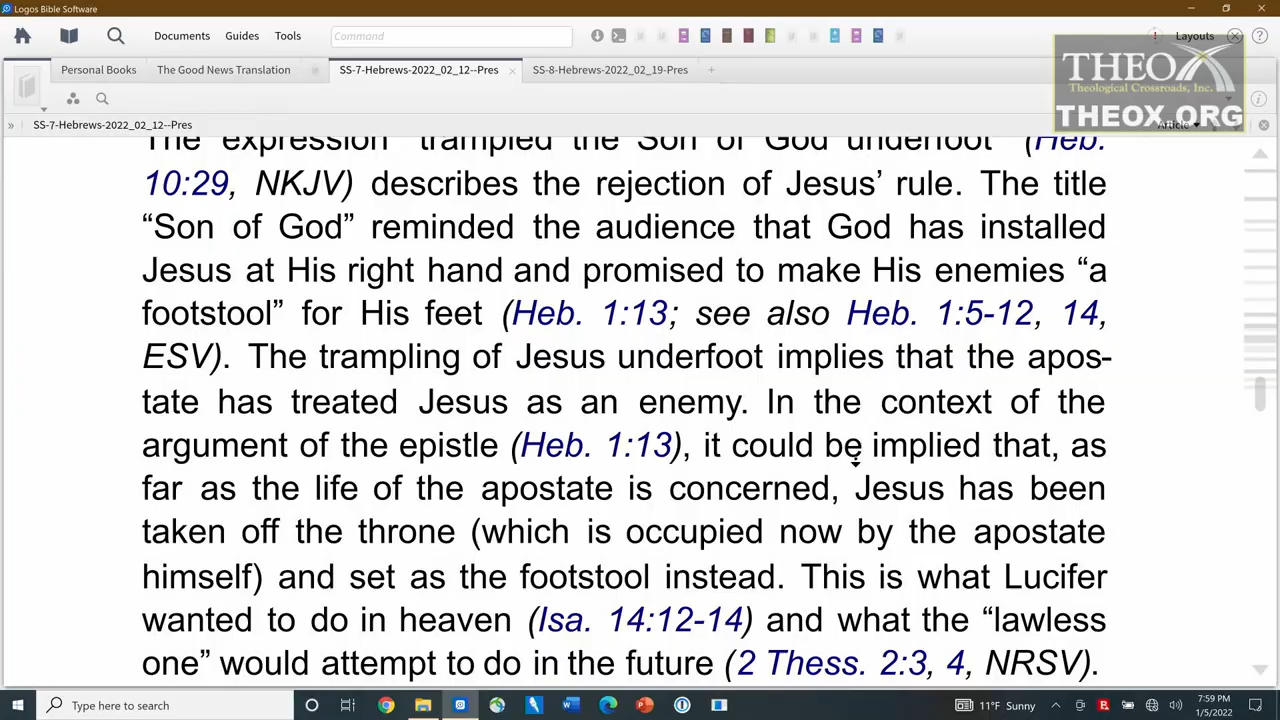 Logos Bible Software
Documents Guides Tools Command Layouts
Personal Books The Good News Translation SS-7-Hebrews-2022_02_12--Pres SS-8-Hebrews-2022_02_19-Pres
THEOX
Theological Crossroads, Inc.
THEOX.ORG
SS-7-Hebrews-2022_02_12--Pres Article
The expression “trampled the Son of God underfoot” (Heb.
10:29, NKJV) describes the rejection of Jesus’ rule. The title
“Son of God” reminded the audience that God has installed
Jesus at His right hand and promised to make His enemies “a
footstool” for His feet (Heb. 1:13; see also Heb. 1:5-12, 14,
ESV). The trampling of Jesus underfoot implies that the apos-
tate has treated Jesus as an enemy. In the context of the
argument of the epistle (Heb. 1:13), it could be implied that, as
far as the life of the apostate is concerned, Jesus has been
taken off the throne (which is occupied now by the apostate
himself) and set as the footstool instead. This is what Lucifer
wanted to do in heaven (Isa. 14:12-14) and what the “lawless
one” would attempt to do in the future (2 Thess. 2:3, 4, NRSV).
Type here to search
11°F Sunny
7:59 PM
1/5/2022